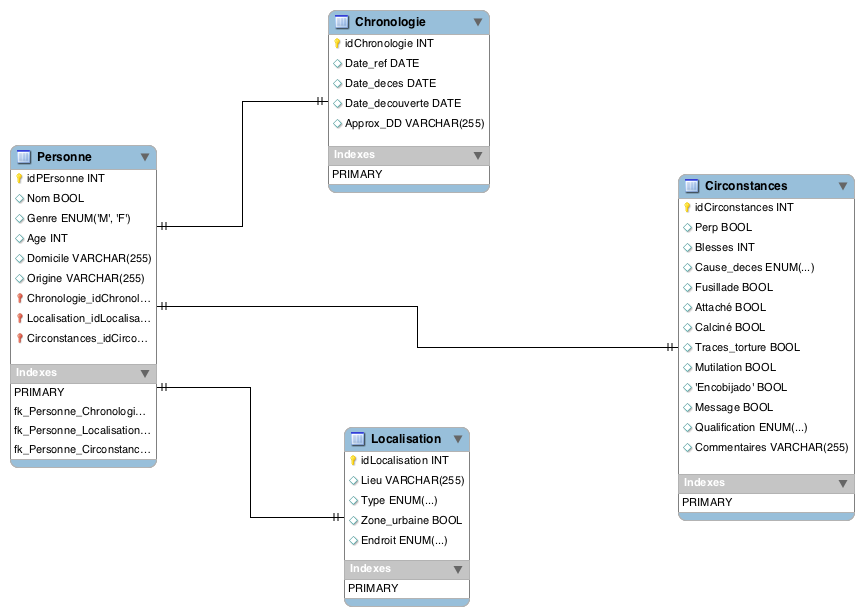 Chronologie
idChronologie INT
Date_ref DATE
Date_deces DATE
Date_decouverte DATE
Approx_DD VARCHAR(255)
Indexes
PRIMARY
Personne
idPErsonne INT
Nom BOOL
Genre ENUM('M', 'F')
Age INT
Domicile VARCHAR(255)
Origine VARCHAR(255)
Chronologie_idChronol...
Localisation_idLocalisa...
Circonstances_idCirco...
Indexes
PRIMARY
fk_Personne_Chronologi...
fk_Personne_Localisation...
fk_Personne_Circonstanc...
Circonstances
idCirconstances INT
Perp BOOL
Blesses INT
Cause_deces ENUM(...)
Fusillade BOOL
Attaché BOOL
Calciné BOOL
Traces_torture BOOL
Mutilation BOOL
'Encobijado' BOOL
Message BOOL
Qualification ENUM(...)
Commentaires VARCHAR(255)
Indexes
PRIMARY
Localisation
idLocalisation INT
Lieu VARCHAR(255)
Type ENUM(...)
Zone_urbaine BOOL
Endroit ENUM(...)
Indexes
PRIMARY